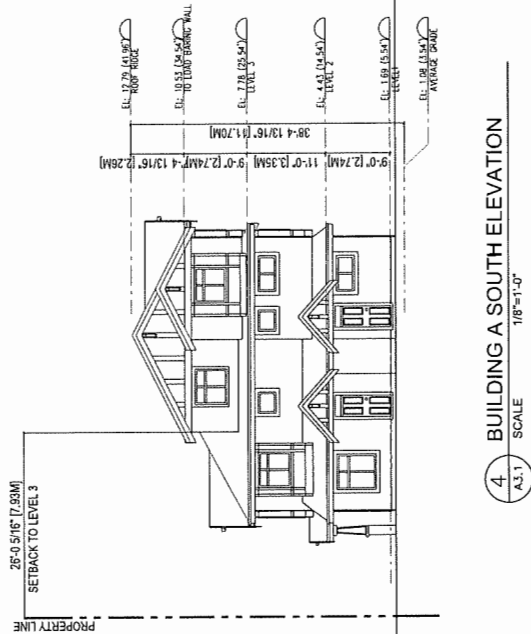 PROPERTY LINE
26'-0 5/16" [7.93M]
SETBACK TO LEVEL 3
EL: 12.79 (41.96')
ROOF RIDGE
EL: 10.53 (34.54')
TO LOAD BARING WALL
EL: 7.78 (25.54')
LEVEL 3
EL: 4.43 (14.54')
LEVEL 2
EL: 1.69 (5.54')
LEVEL 1
EL: 1.08 (3.54')
AVERAGE GRADE
4 13/16" [2.26M]
9'-0" [2.74M]
11'-0" [3.35M]
9'-0" [2.74M]
38'-4 13/16" [11.70M]
4
A3.1
BUILDING A SOUTH ELEVATION
SCALE 1/8"=1'-0"